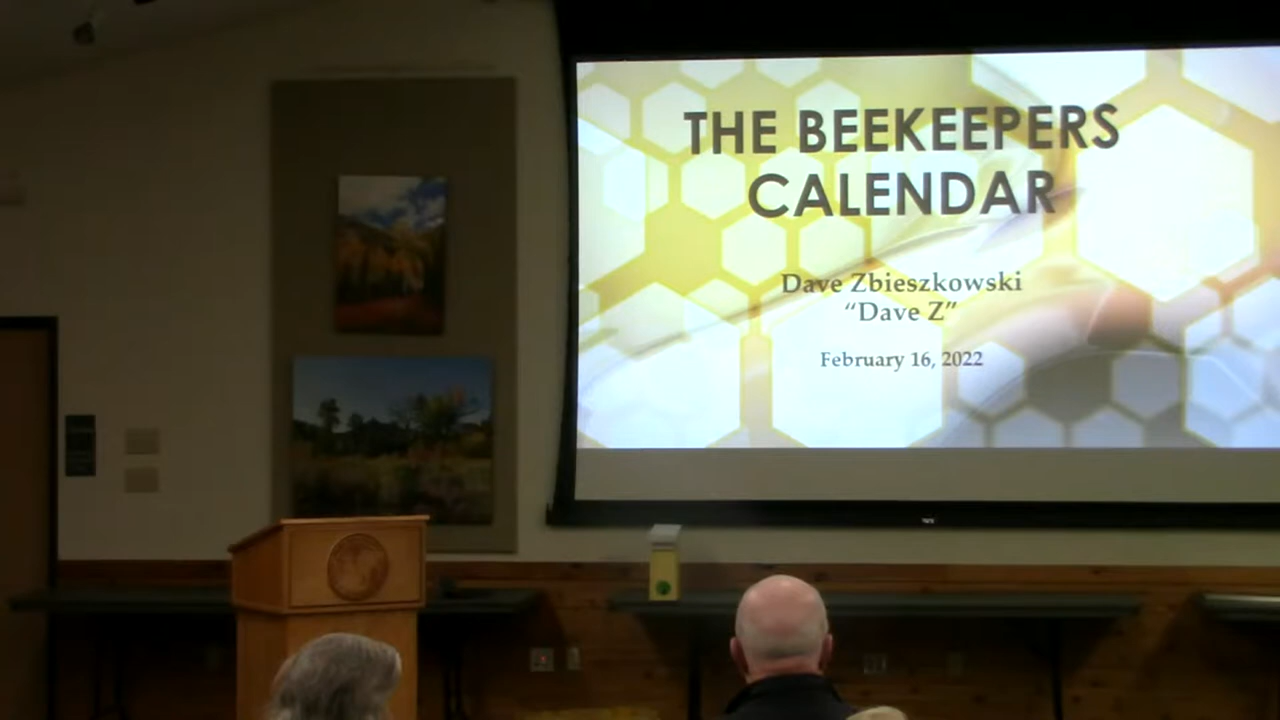 THE BEEKEEPERS
CALENDAR
Dave Zbieszkowski
“Dave Z”
February 16, 2022